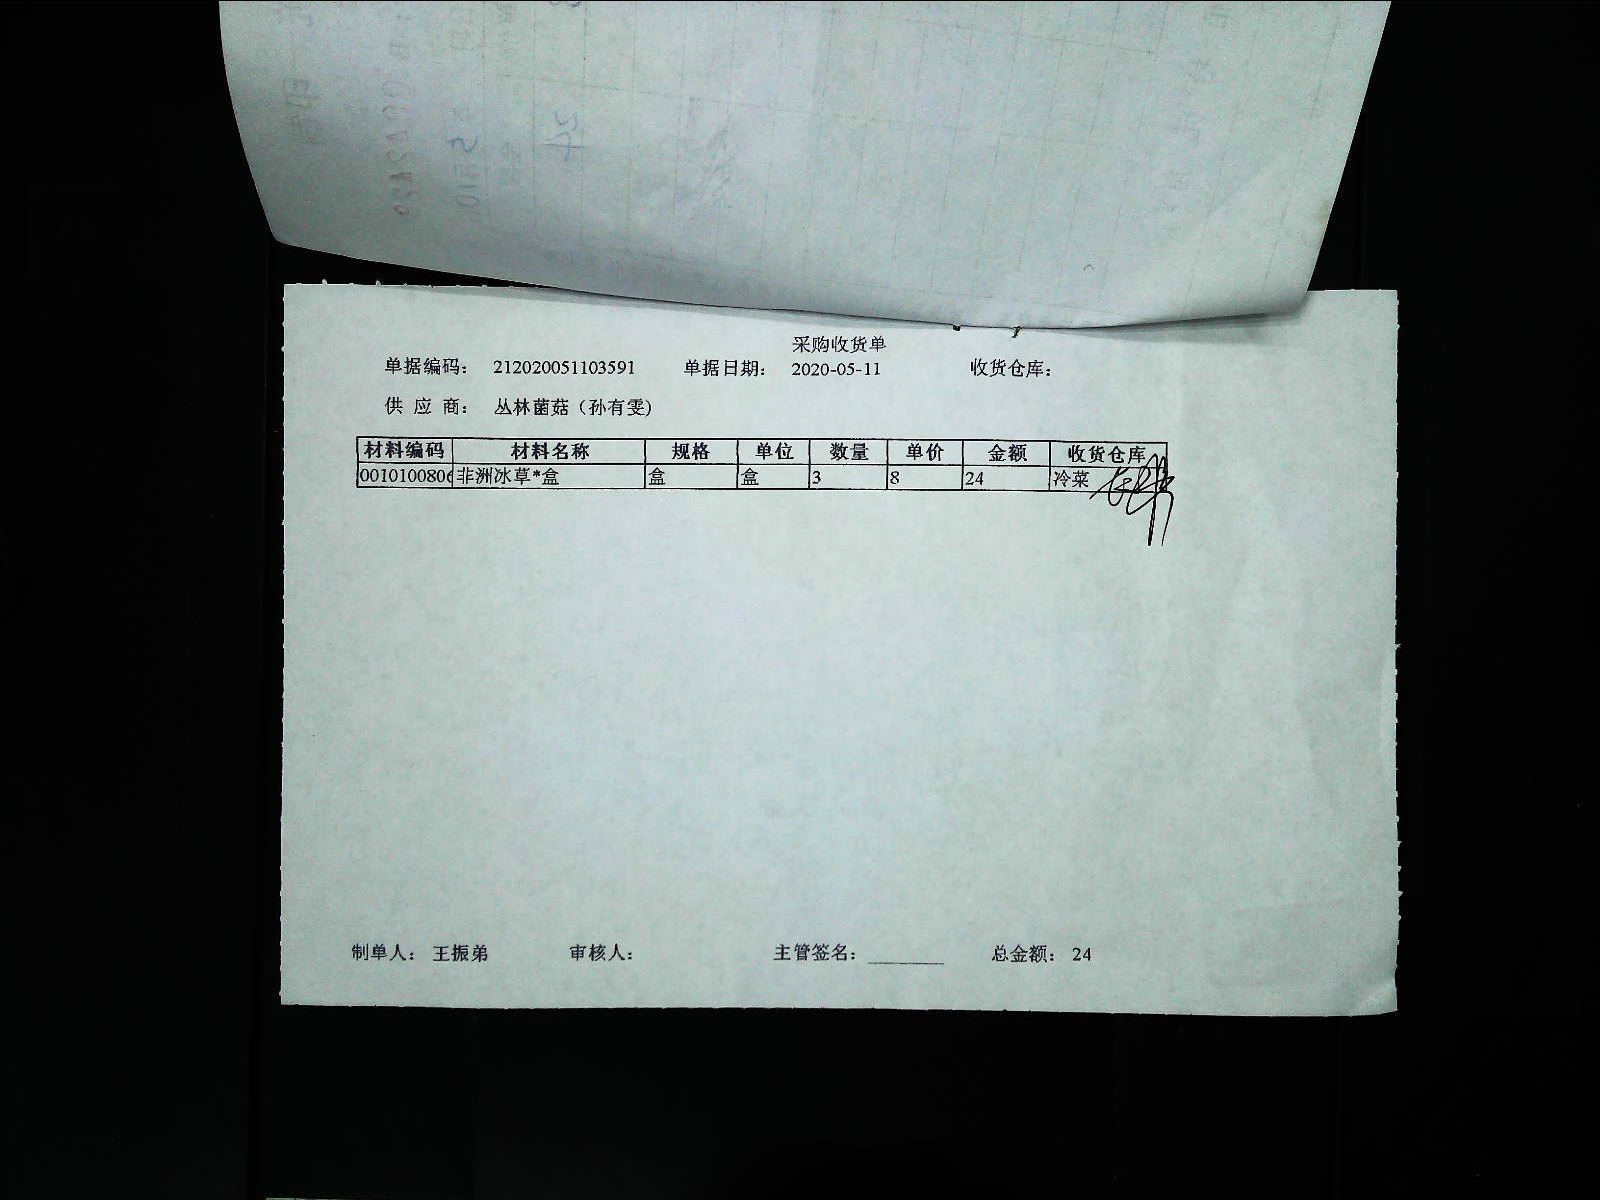 采购收货单
单据编码： 212020051103591 单据日期： 2020-05-11 收货仓库：
供 应 商： 丛林菌菇（孙有雯）
材料编码 材料名称 规格 单位 数量 单价 金额 收货仓库
0010100806 非洲冰草*盒 盒 盒 3 8 24 冷菜
制单人： 王振弟 审核人： 主管签名： ________ 总金额： 24